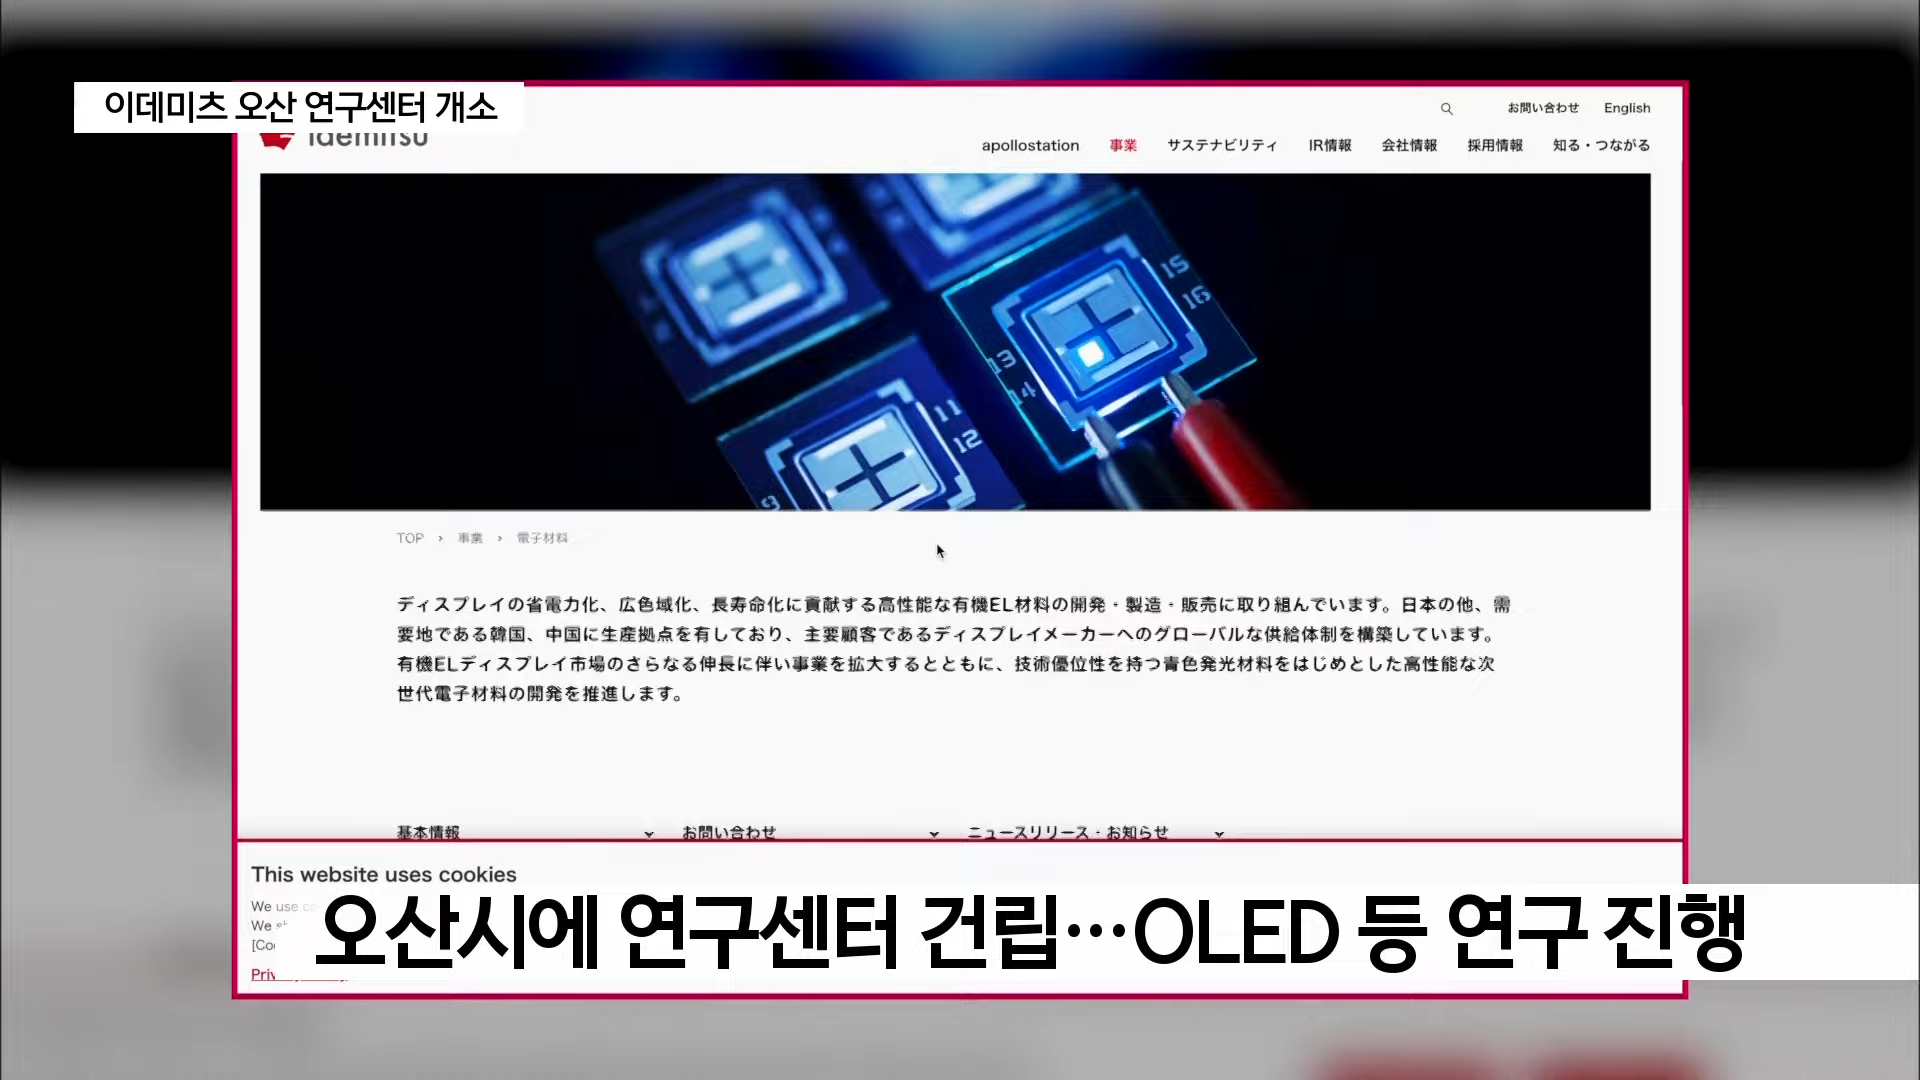 이데미츠 오산 연구센터 개소
idemitsu
お問い合わせ English
apollostation 事業 サステナビリティ IR情報 会社情報 採用情報 知る・つながる
15
16
13
14
11
12
9
TOP › 事業 › 電子材料
ディスプレイの省電力化、広色域化、長寿命化に貢献する高性能な有機EL材料の開発・製造・販売に取り組んでいます。日本の他、需
要地である韓国、中国に生産拠点を有しており、主要顧客であるディスプレイメーカーへのグローバルな供給体制を構築しています。
有機ELディスプレイ市場のさらなる伸長に伴い事業を拡大するとともに、技術優位性を持つ青色発光材料をはじめとした高性能な次
世代電子材料の開発を推進します。
基本情報 お問い合わせ ニュースリリース・お知らせ
This website uses cookies
We use
We
오산시에 연구센터 건립…OLED 등 연구 진행